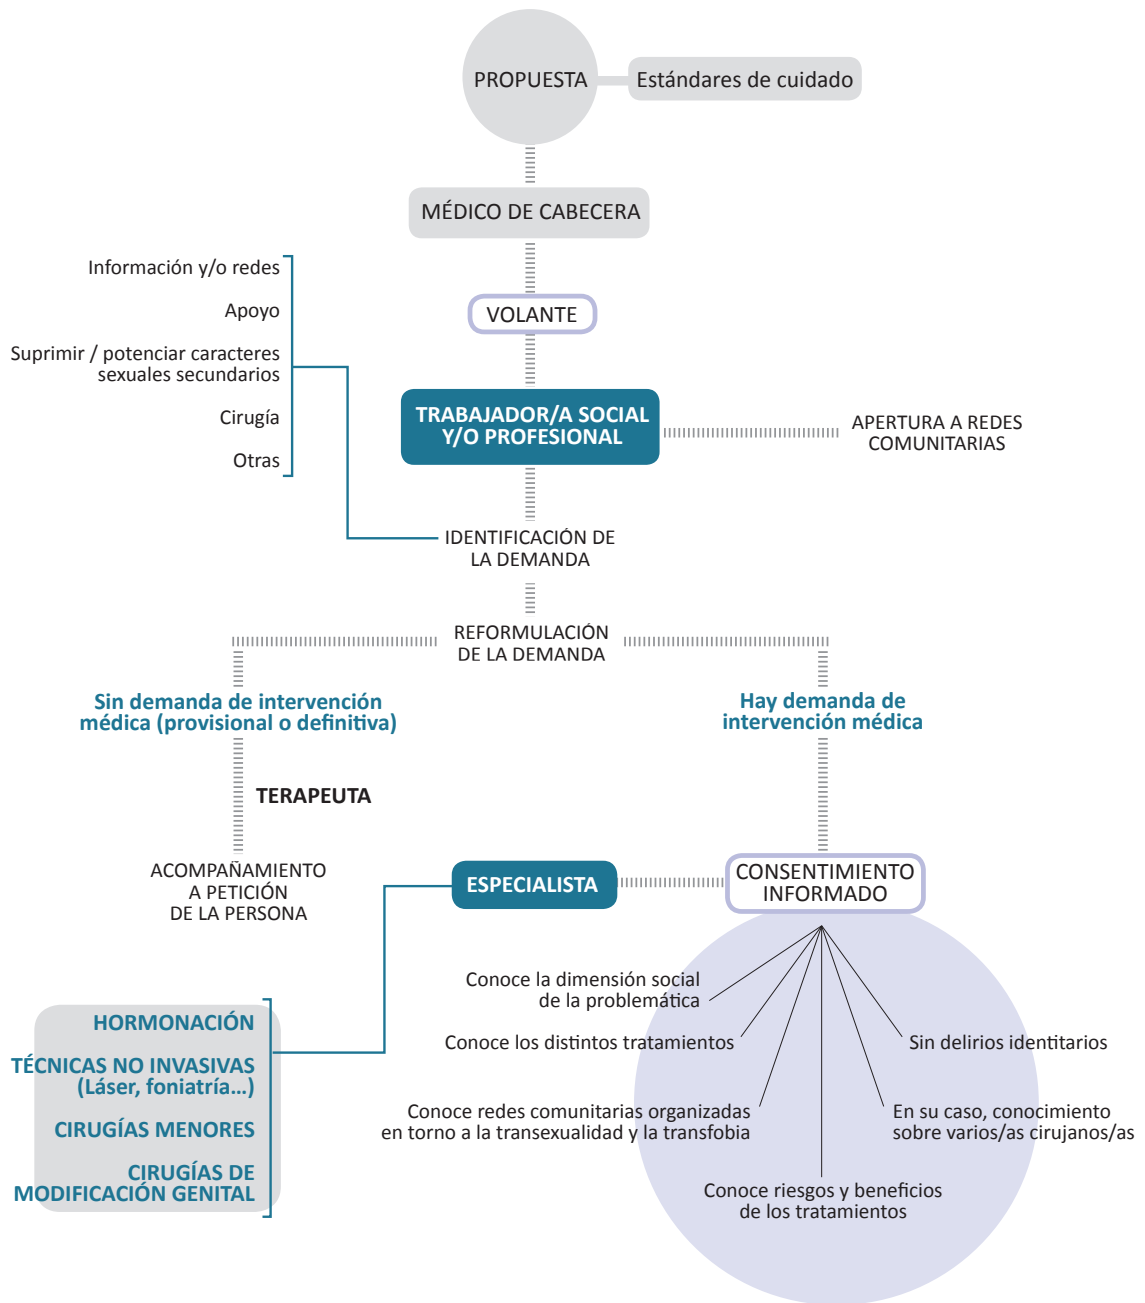 PROPUESTA
Estándares de cuidado
MÉDICO DE CABECERA
VOLANTE
Información y/o redes
Apoyo
Suprimir / potenciar caracteres
sexuales secundarios
Cirugía
Otras
TRABAJADOR/A SOCIAL
Y/O PROFESIONAL
APERTURA A REDES
COMUNITARIAS
IDENTIFICACIÓN DE
LA DEMANDA
REFORMULACIÓN
DE LA DEMANDA
Sin demanda de intervención
médica (provisional o definitiva)
Hay demanda de
intervención médica
TERAPEUTA
ACOMPAÑAMIENTO
A PETICIÓN
DE LA PERSONA
ESPECIALISTA
CONSENTIMIENTO
INFORMADO
Conoce la dimensión social
de la problemática
Conoce los distintos tratamientos
Conoce redes comunitarias organizadas
en torno a la transexualidad y la transfobia
Conoce riesgos y beneficios
de los tratamientos
En su caso, conocimiento
sobre varios/as cirujanos/as
Sin delirios identitarios
HORMONACIÓN
TÉCNICAS NO INVASIVAS
(Láser, foniatría...)
CIRUGÍAS MENORES
CIRUGÍAS DE
MODIFICACIÓN GENITAL